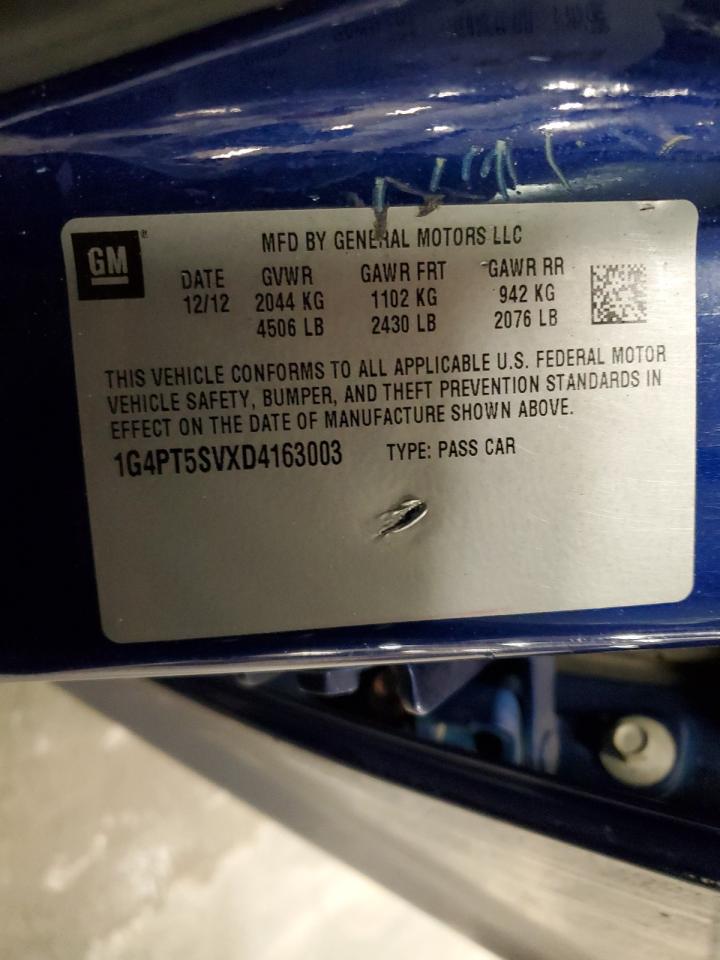 GM
MFD BY GENERAL MOTORS LLC
DATE GVWR GAWR FRT GAWR RR
12/12 2044 KG 1102 KG 942 KG
4506 LB 2430 LB 2076 LB
THIS VEHICLE CONFORMS TO ALL APPLICABLE U.S. FEDERAL MOTOR
VEHICLE SAFETY, BUMPER, AND THEFT PREVENTION STANDARDS IN
EFFECT ON THE DATE OF MANUFACTURE SHOWN ABOVE.
1G4PT5SVXD4163003 TYPE: PASS CAR